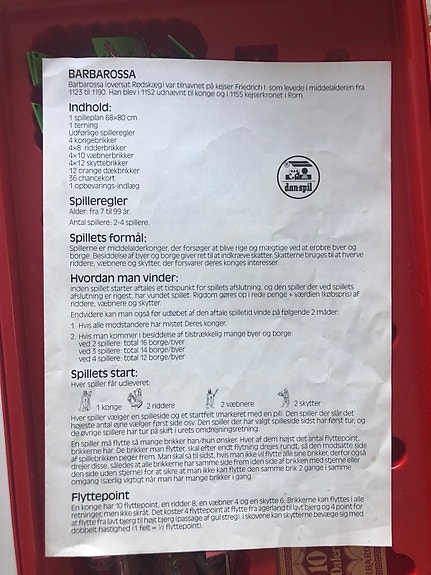 BARBAROSSA
Barbarossa (oversat Rødskæg) var tilnavnet på kejser Friedrich I. som levede i middelalderen fra
1123 til 1190. Han blev i 1152 udnævnt til konge og i 1155 kejserkronet i Rom.
Indhold:
1 spilleplan 68×80 cm
1 terning
Udførlige spilleregler
4 kongebrikker
4×8 ridderbrikker
4×10 væbnerbrikker
4×12 skyttebrikker
12 orange dækbrikker
36 chancekort
1 opbevarings-indlæg
dan-spil
Spilleregler
Alder: fra 7 til 99 år.
Antal spillere: 2-4 spillere.
Spillets formål:
Spillerne er middelalderkonger, der forsøger at blive rige og mægtige ved at erobre byer og
borge. Besiddelse af byer og borge giver ret til at indkræve skatter. Skatterne bruges til at hverve
riddere, væbnere og skytter, der forsvarer deres konges interesser.
Hvordan man vinder:
Inden spillet starter aftales et tidspunkt for spillets afslutning, og den spiller der ved spillets
afslutning er rigest, har vundet spillet. Rigdom gøres op i rede penge + værdien (købspris) af
riddere, væbnere og skytter.
Endvidere kan man også før udløbet af den aftale spilletid vinde på følgende 2 måder:
1. Hvis alle modstandere har mistet Deres konger.
2. Hvis man kommer i besiddelse af tilstrækkelig mange byer og borge:
ved 2 spillere: total 16 borge/byer
ved 3 spillere: total 14 borge/byer
ved 4 spillere: total 12 borge/byer
Spillets start:
Hver spiller får udleveret:
1 konge 2 riddere 2 væbnere 2 skytter
Hver spiller vælger en spilleside og et startfelt (markeret med en pil). Den spiller der slår det
højeste antal øjne vælger først side osv. Den spiller der har valgt spilleside sidst har først tur, og
de øvrige spillere har tur på skift i urets omdrejningsretning.
En spiller må flytte så mange brikker han/hun ønsker. Hver af dem højst det antal flyttepoint,
brikkerne har. De brikker man flytter, skal efter endt flytning drejes rundt, så den modsatte side
af spillebrikken peger frem. Man skal så til sidst, hvis man ikke vil flytte alle sine brikker, derfor også
dreje disse, således at alle brikker har samme side frem (den side af brikken med stjerne eller
den side uden stjerne) for at sikre at man ikke kan flytte den samme brik 2 gange i samme
omgang (særlig vigtigt når man har mange brikker i gang).
Flyttepoint
En konge har 10 flyttepoint, en ridder 8, en væbner 4 og en skytte 6. Brikkerne kan flyttes i alle
retninger, men ikke skråt. Det koster 4 flyttepoint at flytte fra agerland til lavt bjerg og 4 point for
at flytte fra lavt bjerg til højt bjerg (passage af gul streg). I skovene kan skytterne bevæge sig med
dobbelt hastighed (1 felt = ½ flyttepoint).
10
Daler